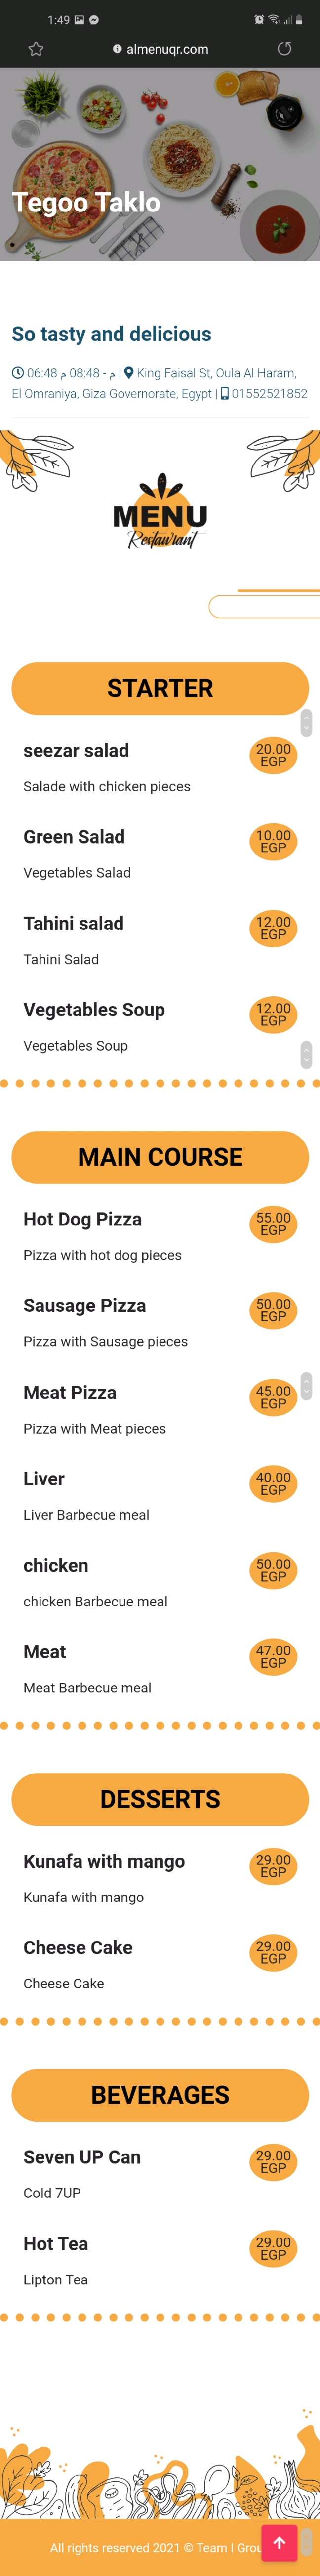 1:49
almenuqr.com
Tegoo Taklo
So tasty and delicious
06:48 م - 08:48 م | King Faisal St, Oula Al Haram,
El Omraniya, Giza Governorate, Egypt | 01552521852
MENU
Restaurant
STARTER
seezar salad
20.00
EGP
Salade with chicken pieces
Green Salad
10.00
EGP
Vegetables Salad
Tahini salad
12.00
EGP
Tahini Salad
Vegetables Soup
12.00
EGP
Vegetables Soup
MAIN COURSE
Hot Dog Pizza
55.00
EGP
Pizza with hot dog pieces
Sausage Pizza
50.00
EGP
Pizza with Sausage pieces
Meat Pizza
45.00
EGP
Pizza with Meat pieces
Liver
40.00
EGP
Liver Barbecue meal
chicken
50.00
EGP
chicken Barbecue meal
Meat
47.00
EGP
Meat Barbecue meal
DESSERTS
Kunafa with mango
29.00
EGP
Kunafa with mango
Cheese Cake
29.00
EGP
Cheese Cake
BEVERAGES
Seven UP Can
29.00
EGP
Cold 7UP
Hot Tea
29.00
EGP
Lipton Tea
All rights reserved 2021 © Team I Grou